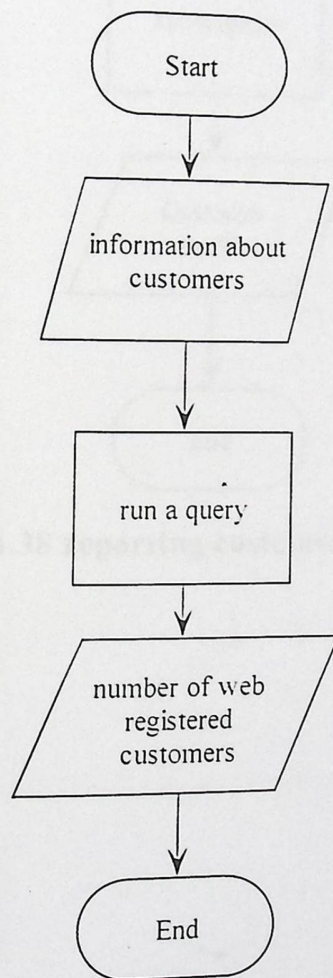 Start
information about
customers
run a query
number of web
registered
customers
End